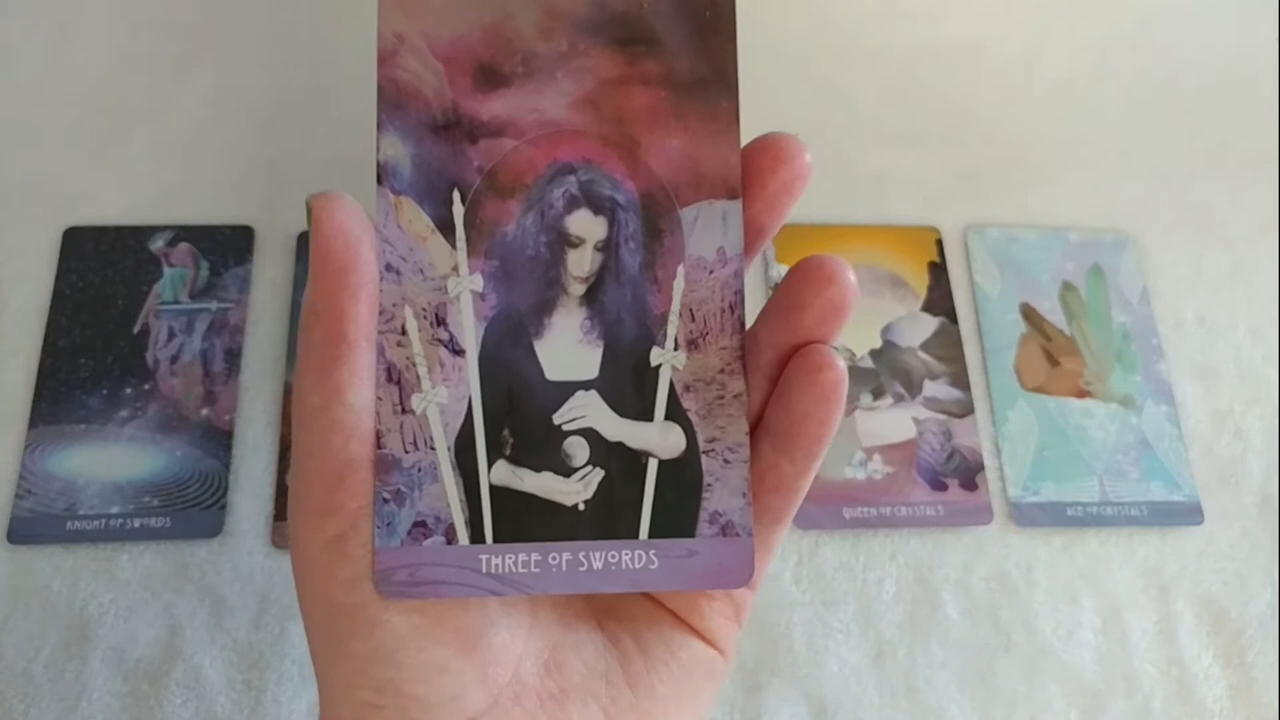 KNIGHT OF SWORDS
THREE OF SWORDS
QUEEN OF CRYSTALS
ACE OF CRYSTALS